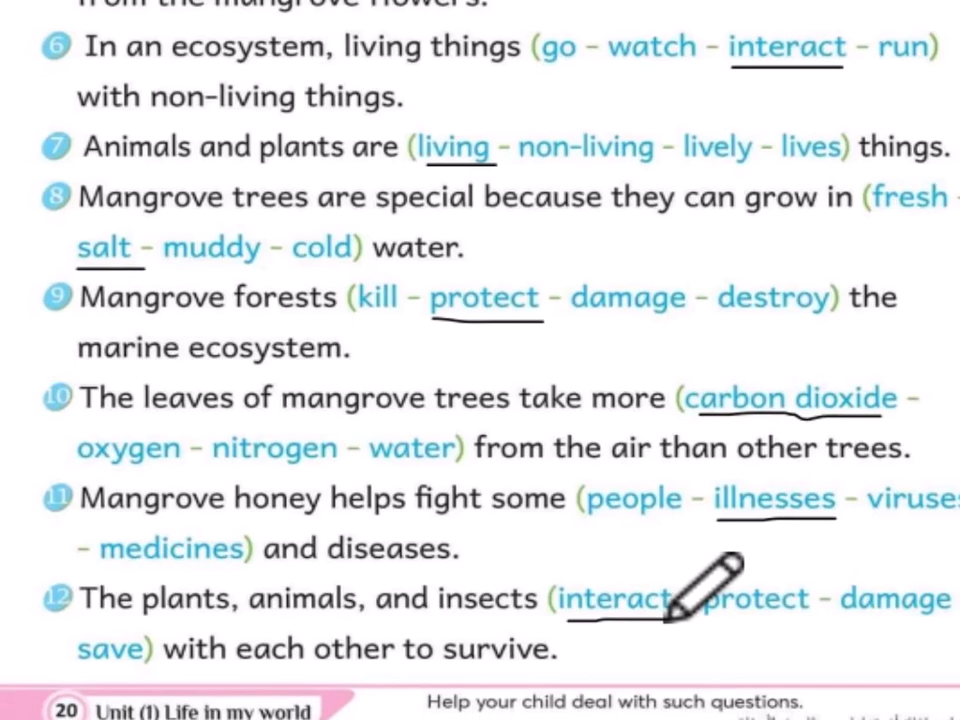 from the mangrove flowers.
6 In an ecosystem, living things (go - watch - interact - run)
with non-living things.
7 Animals and plants are (living - non-living - lively - lives) things.
8 Mangrove trees are special because they can grow in (fresh -
salt - muddy - cold) water.
9 Mangrove forests (kill - protect - damage - destroy) the
marine ecosystem.
10 The leaves of mangrove trees take more (carbon dioxide -
oxygen - nitrogen - water) from the air than other trees.
11 Mangrove honey helps fight some (people - illnesses - viruses
- medicines) and diseases.
12 The plants, animals, and insects (interact protect - damage
save) with each other to survive.
20 Unit (1) Life in my world
Help your child deal with such questions.